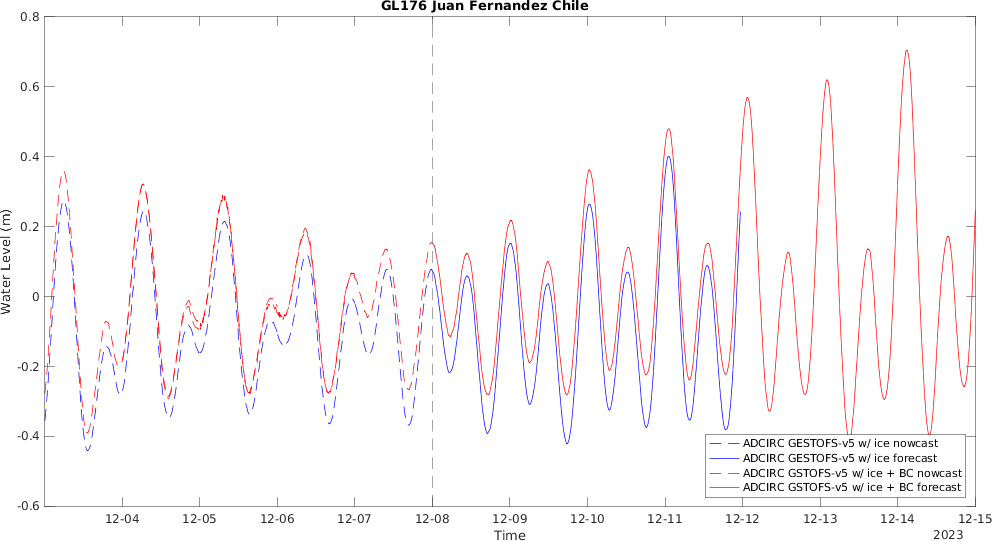 GL176 Juan Fernandez Chile
0.8
0.6
0.4
0.2
0
-0.2
-0.4
-0.6
Water Level (m)
12-04 12-05 12-06 12-07 12-08 12-09 12-10 12-11 12-12 12-13 12-14 12-15
Time
2023
ADCIRC GESTOFS-v5 w/ ice nowcast
ADCIRC GESTOFS-v5 w/ ice forecast
ADCIRC GSTOFS-v5 w/ ice + BC nowcast
ADCIRC GSTOFS-v5 w/ ice + BC forecast